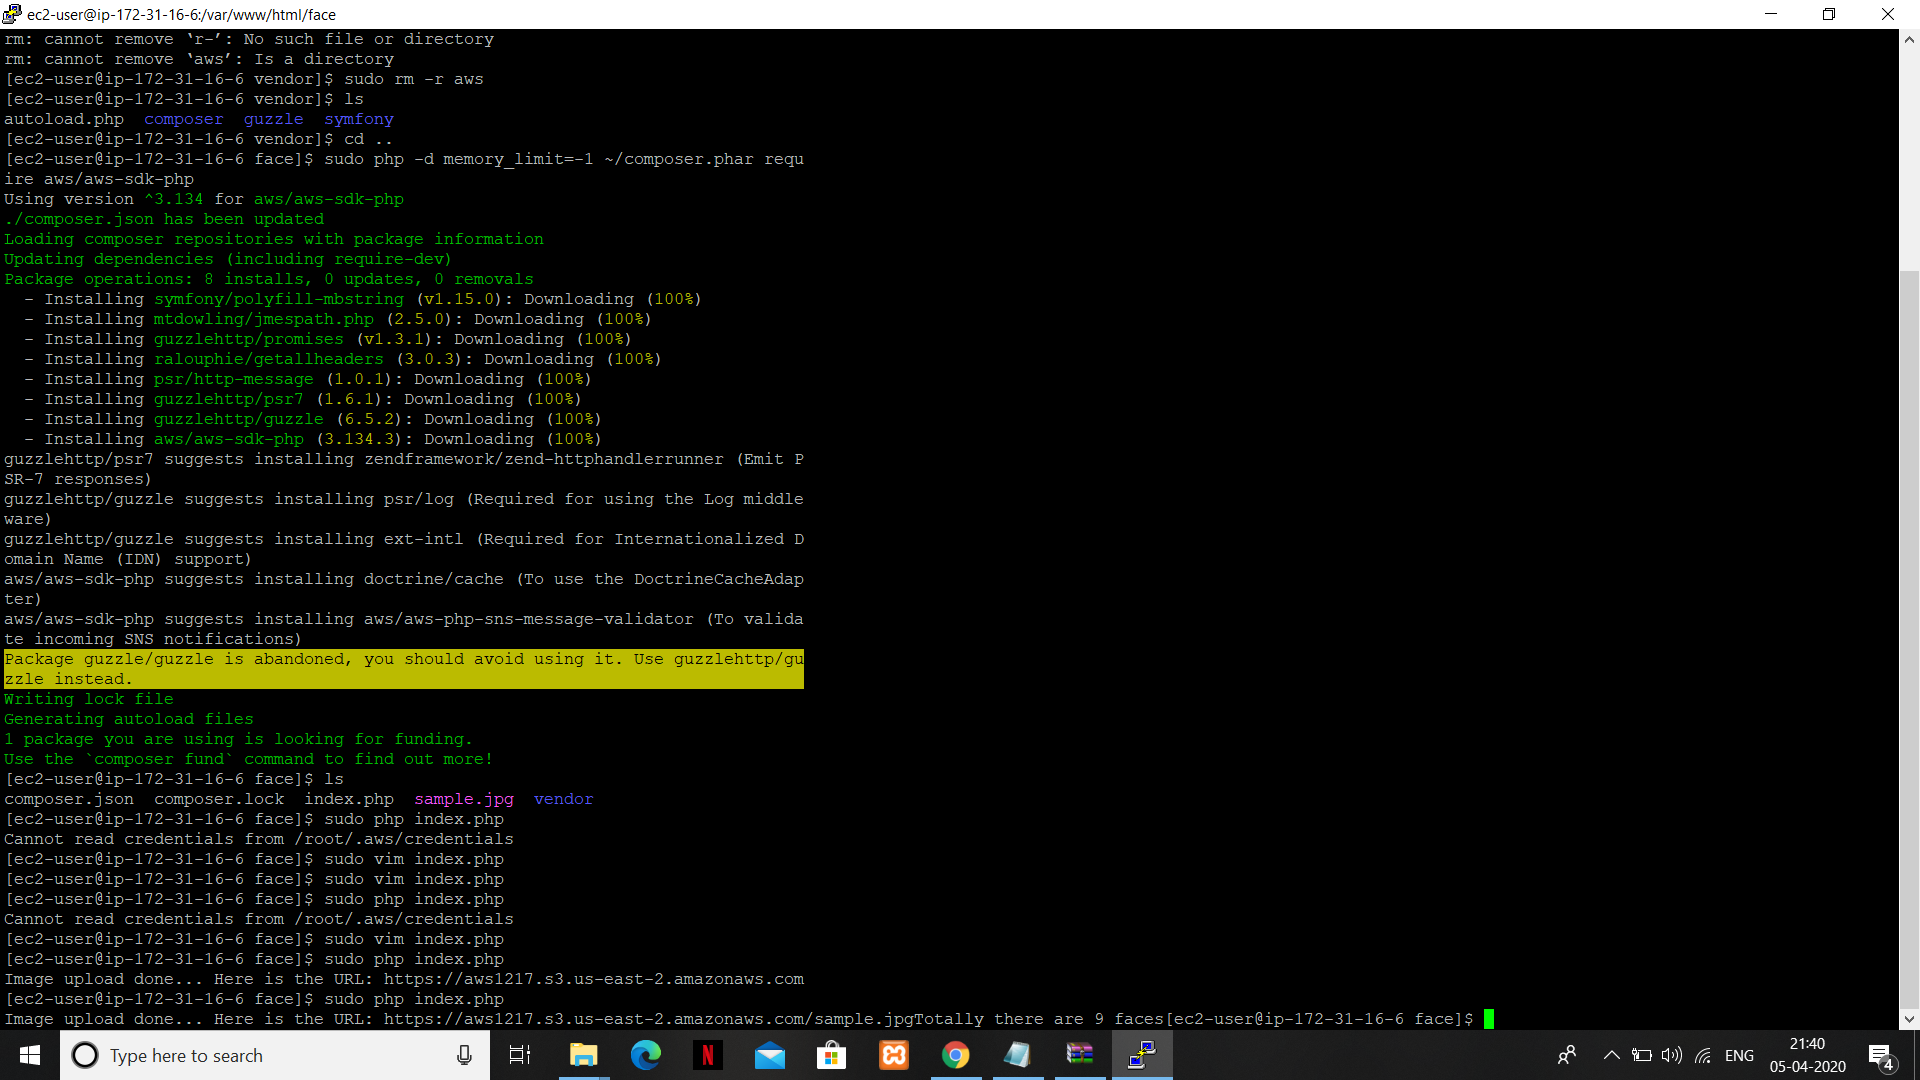 ec2-user@ip-172-31-16-6:/var/www/html/face
rm: cannot remove ‘r-’: No such file or directory
rm: cannot remove ‘aws’: Is a directory
[ec2-user@ip-172-31-16-6 vendor]$ sudo rm -r aws
[ec2-user@ip-172-31-16-6 vendor]$ ls
autoload.php  composer  guzzle  symfony
[ec2-user@ip-172-31-16-6 vendor]$ cd ..
[ec2-user@ip-172-31-16-6 face]$ sudo php -d memory_limit=-1 ~/composer.phar requ
ire aws/aws-sdk-php
Using version ^3.134 for aws/aws-sdk-php
./composer.json has been updated
Loading composer repositories with package information
Updating dependencies (including require-dev)
Package operations: 8 installs, 0 updates, 0 removals
  - Installing symfony/polyfill-mbstring (v1.15.0): Downloading (100%)
  - Installing mtdowling/jmespath.php (2.5.0): Downloading (100%)
  - Installing guzzlehttp/promises (v1.3.1): Downloading (100%)
  - Installing ralouphie/getallheaders (3.0.3): Downloading (100%)
  - Installing psr/http-message (1.0.1): Downloading (100%)
  - Installing guzzlehttp/psr7 (1.6.1): Downloading (100%)
  - Installing guzzlehttp/guzzle (6.5.2): Downloading (100%)
  - Installing aws/aws-sdk-php (3.134.3): Downloading (100%)
guzzlehttp/psr7 suggests installing zendframework/zend-httphandlerrunner (Emit P
SR-7 responses)
guzzlehttp/guzzle suggests installing psr/log (Required for using the Log middle
ware)
guzzlehttp/guzzle suggests installing ext-intl (Required for Internationalized D
omain Name (IDN) support)
aws/aws-sdk-php suggests installing doctrine/cache (To use the DoctrineCacheAdap
ter)
aws/aws-sdk-php suggests installing aws/aws-php-sns-message-validator (To valida
te incoming SNS notifications)
Package guzzle/guzzle is abandoned, you should avoid using it. Use guzzlehttp/gu
zzle instead.
Writing lock file
Generating autoload files
1 package you are using is looking for funding.
Use the `composer fund` command to find out more!
[ec2-user@ip-172-31-16-6 face]$ ls
composer.json  composer.lock  index.php  sample.jpg  vendor
[ec2-user@ip-172-31-16-6 face]$ sudo php index.php
Cannot read credentials from /root/.aws/credentials
[ec2-user@ip-172-31-16-6 face]$ sudo vim index.php
[ec2-user@ip-172-31-16-6 face]$ sudo vim index.php
[ec2-user@ip-172-31-16-6 face]$ sudo php index.php
Cannot read credentials from /root/.aws/credentials
[ec2-user@ip-172-31-16-6 face]$ sudo vim index.php
[ec2-user@ip-172-31-16-6 face]$ sudo php index.php
Image upload done... Here is the URL: https://aws1217.s3.us-east-2.amazonaws.com
[ec2-user@ip-172-31-16-6 face]$ sudo php index.php
Image upload done... Here is the URL: https://aws1217.s3.us-east-2.amazonaws.com/sample.jpgTotally there are 9 faces[ec2-user@ip-172-31-16-6 face]$
Type here to search
N
ENG
21:40
05-04-2020
4